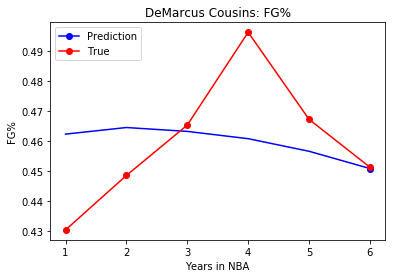 DeMarcus Cousins: FG%
Prediction
True
0.49
0.48
0.47
0.46
0.45
0.44
0.43
FG%
1 2 3 4 5 6
Years in NBA